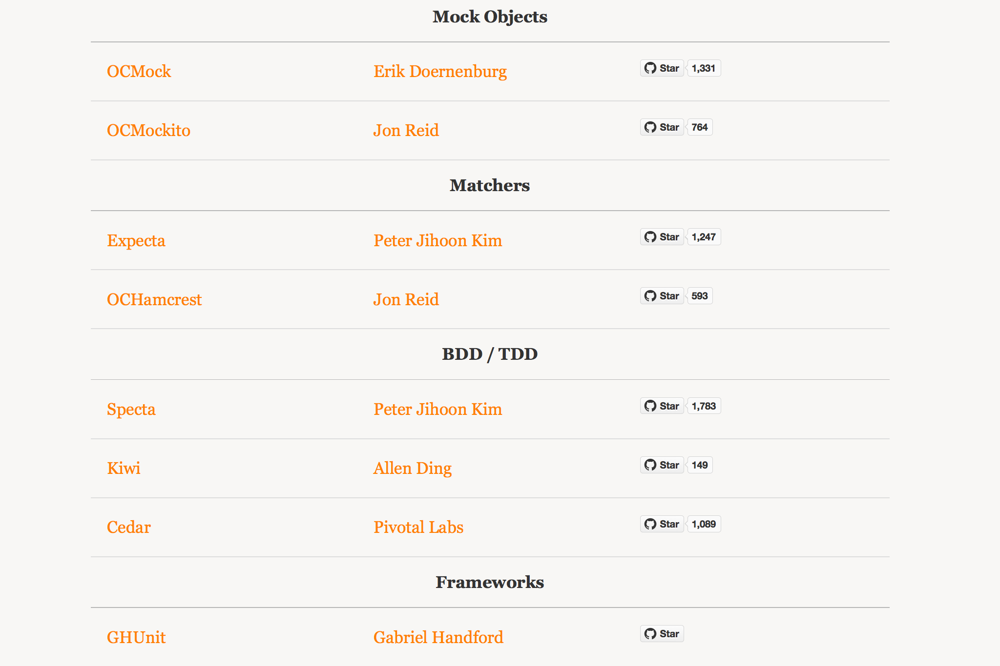 Mock Objects
OCMock Erik Doernenburg Star 1,331
OCMockito Jon Reid Star 764
Matchers
Expecta Peter Jihoon Kim Star 1,247
OCHamcrest Jon Reid Star 593
BDD / TDD
Specta Peter Jihoon Kim Star 1,783
Kiwi Allen Ding Star 149
Cedar Pivotal Labs Star 1,089
Frameworks
GHUnit Gabriel Handford Star